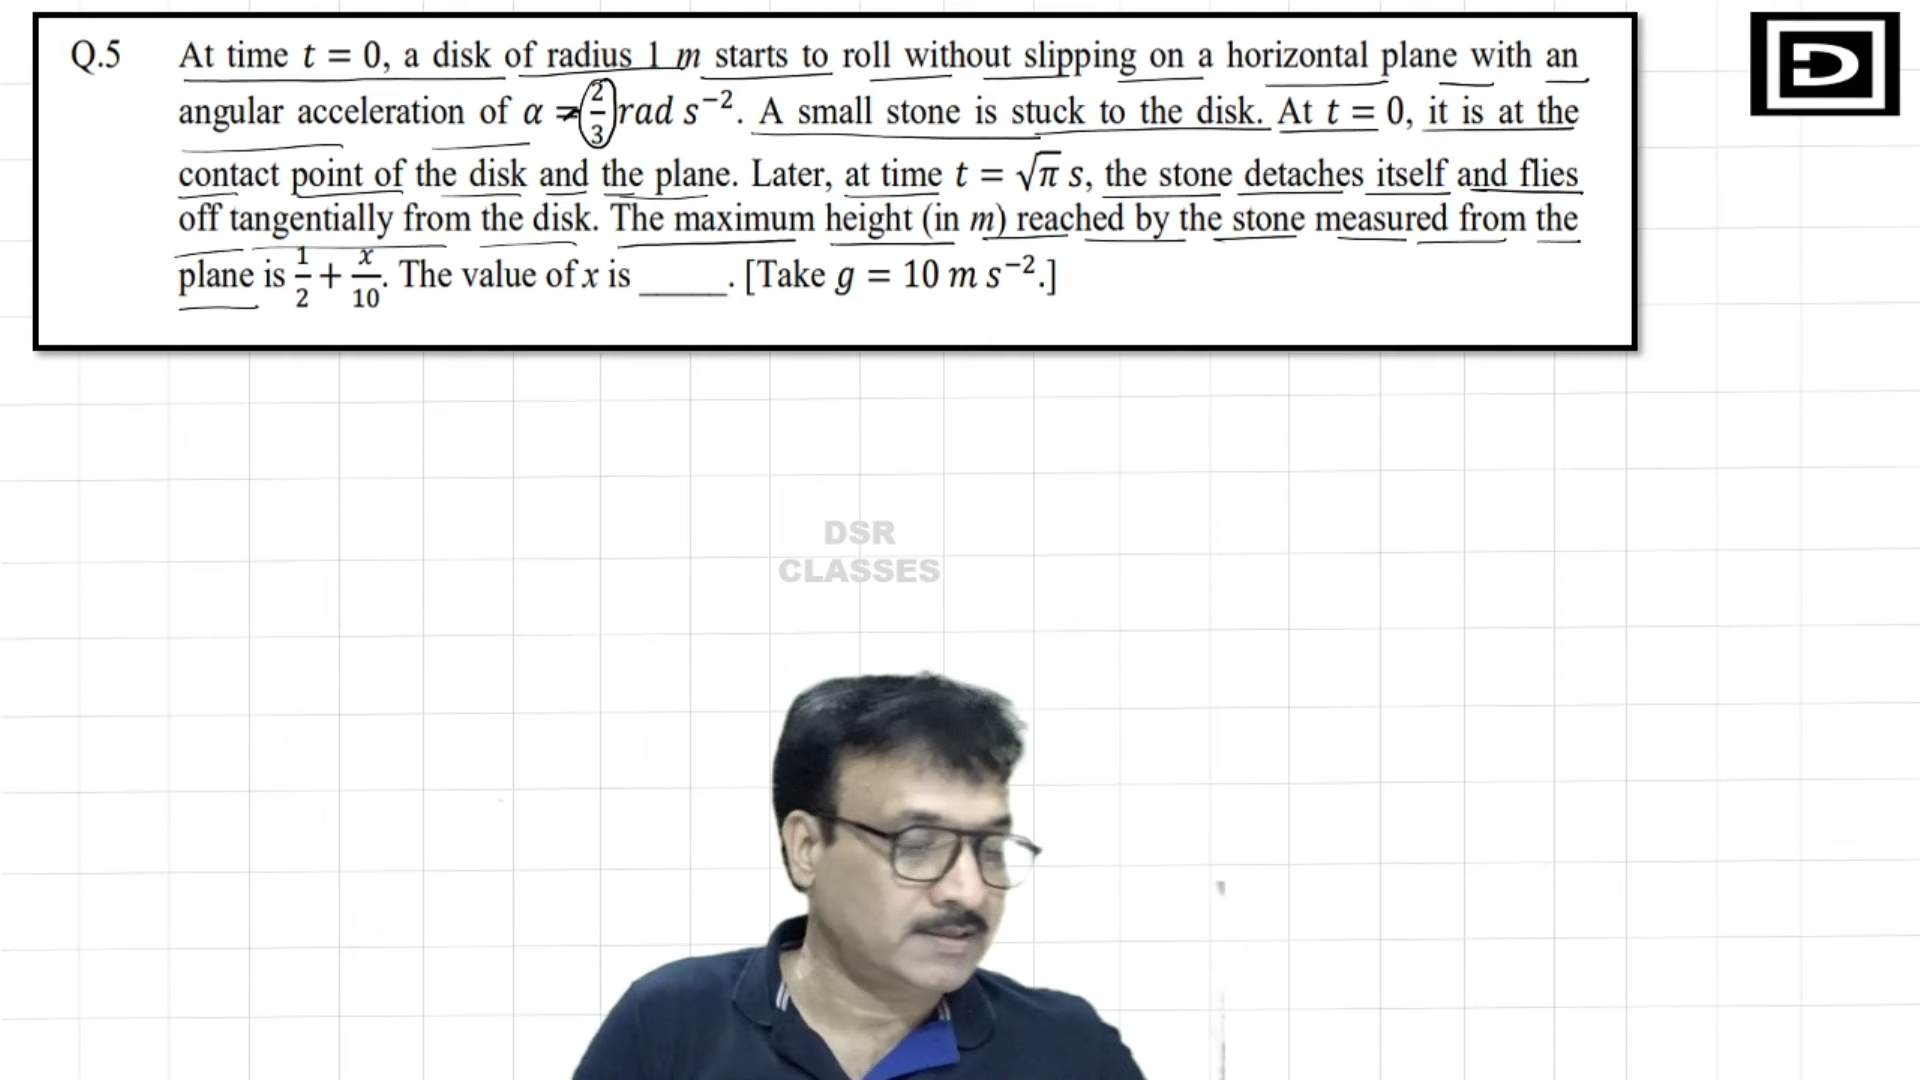 Q.5 At time t = 0, a disk of radius 1 m starts to roll without slipping on a horizontal plane with an
angular acceleration of α = 2/3 rad s⁻². A small stone is stuck to the disk. At t = 0, it is at the
contact point of the disk and the plane. Later, at time t = √π s, the stone detaches itself and flies
off tangentially from the disk. The maximum height (in m) reached by the stone measured from the
plane is 1/2 + x/10. The value of x is _____. [Take g = 10 m s⁻².]
D
DSR
CLASSES